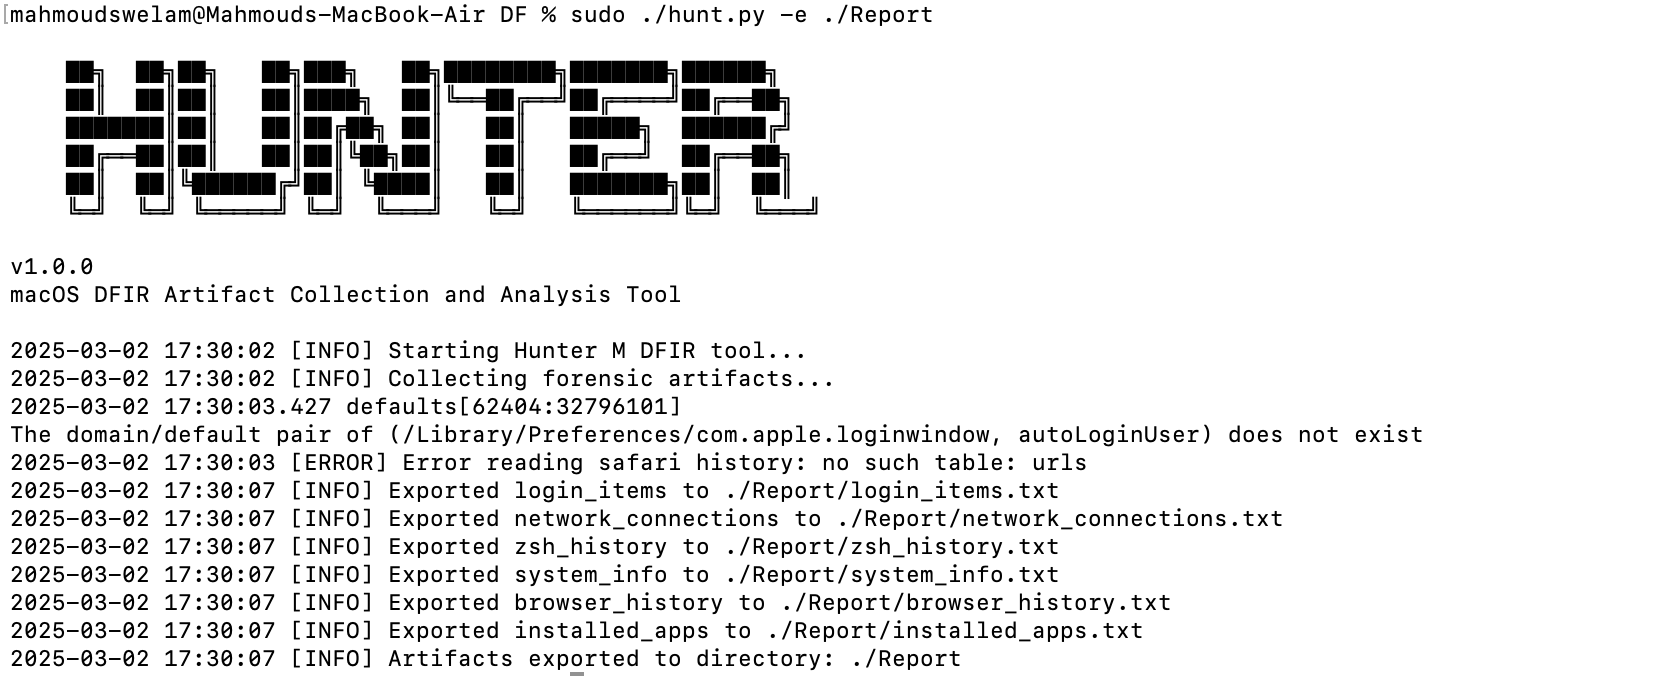 mahmoudswelam@Mahmouds-MacBook-Air DF % sudo ./hunt.py -e ./Report
HUNTER
v1.0.0
macOS DFIR Artifact Collection and Analysis Tool
2025-03-02 17:30:02 [INFO] Starting Hunter M DFIR tool...
2025-03-02 17:30:02 [INFO] Collecting forensic artifacts...
2025-03-02 17:30:03.427 defaults[62404:32796101]
The domain/default pair of (/Library/Preferences/com.apple.loginwindow, autoLoginUser) does not exist
2025-03-02 17:30:03 [ERROR] Error reading safari history: no such table: urls
2025-03-02 17:30:07 [INFO] Exported login_items to ./Report/login_items.txt
2025-03-02 17:30:07 [INFO] Exported network_connections to ./Report/network_connections.txt
2025-03-02 17:30:07 [INFO] Exported zsh_history to ./Report/zsh_history.txt
2025-03-02 17:30:07 [INFO] Exported system_info to ./Report/system_info.txt
2025-03-02 17:30:07 [INFO] Exported browser_history to ./Report/browser_history.txt
2025-03-02 17:30:07 [INFO] Exported installed_apps to ./Report/installed_apps.txt
2025-03-02 17:30:07 [INFO] Artifacts exported to directory: ./Report